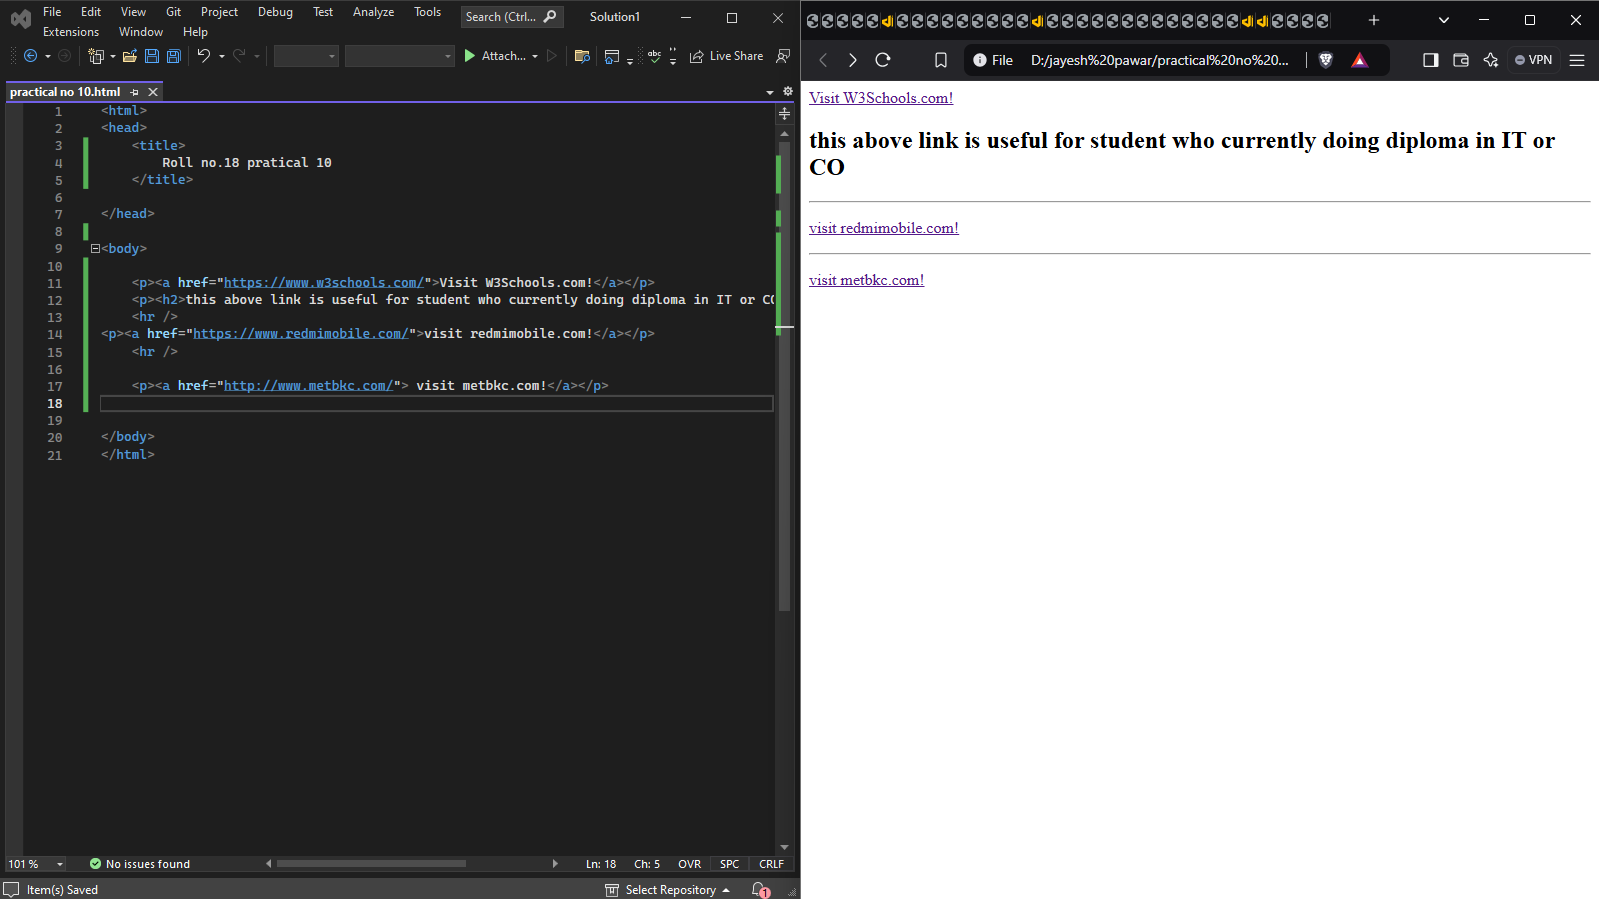 File Edit View Git Project Debug Test Analyze Tools Search (Ctrl... Solution1
Extensions Window Help
Attach... abc Live Share
practical no 10.html
1 <html>
2 <head>
3 <title>
4 Roll no.18 pratical 10
5 </title>
6
7 </head>
8
9 <body>
10
11 <p><a href="https://www.w3schools.com/">Visit W3Schools.com!</a></p>
12 <p><h2>this above link is useful for student who currently doing diploma in IT or CO
13 <hr />
14 <p><a href="https://www.redmimobile.com/">visit redmimobile.com!</a></p>
15 <hr />
16
17 <p><a href="http://www.metbkc.com/"> visit metbkc.com!</a></p>
18
19
20 </body>
21 </html>
101 % No issues found Ln: 18 Ch: 5 OVR SPC CRLF
Item(s) Saved Select Repository 1
File D:/jayesh%20pawar/practical%20no%20... VPN
Visit W3Schools.com!
this above link is useful for student who currently doing diploma in IT or
CO
visit redmimobile.com!
visit metbkc.com!